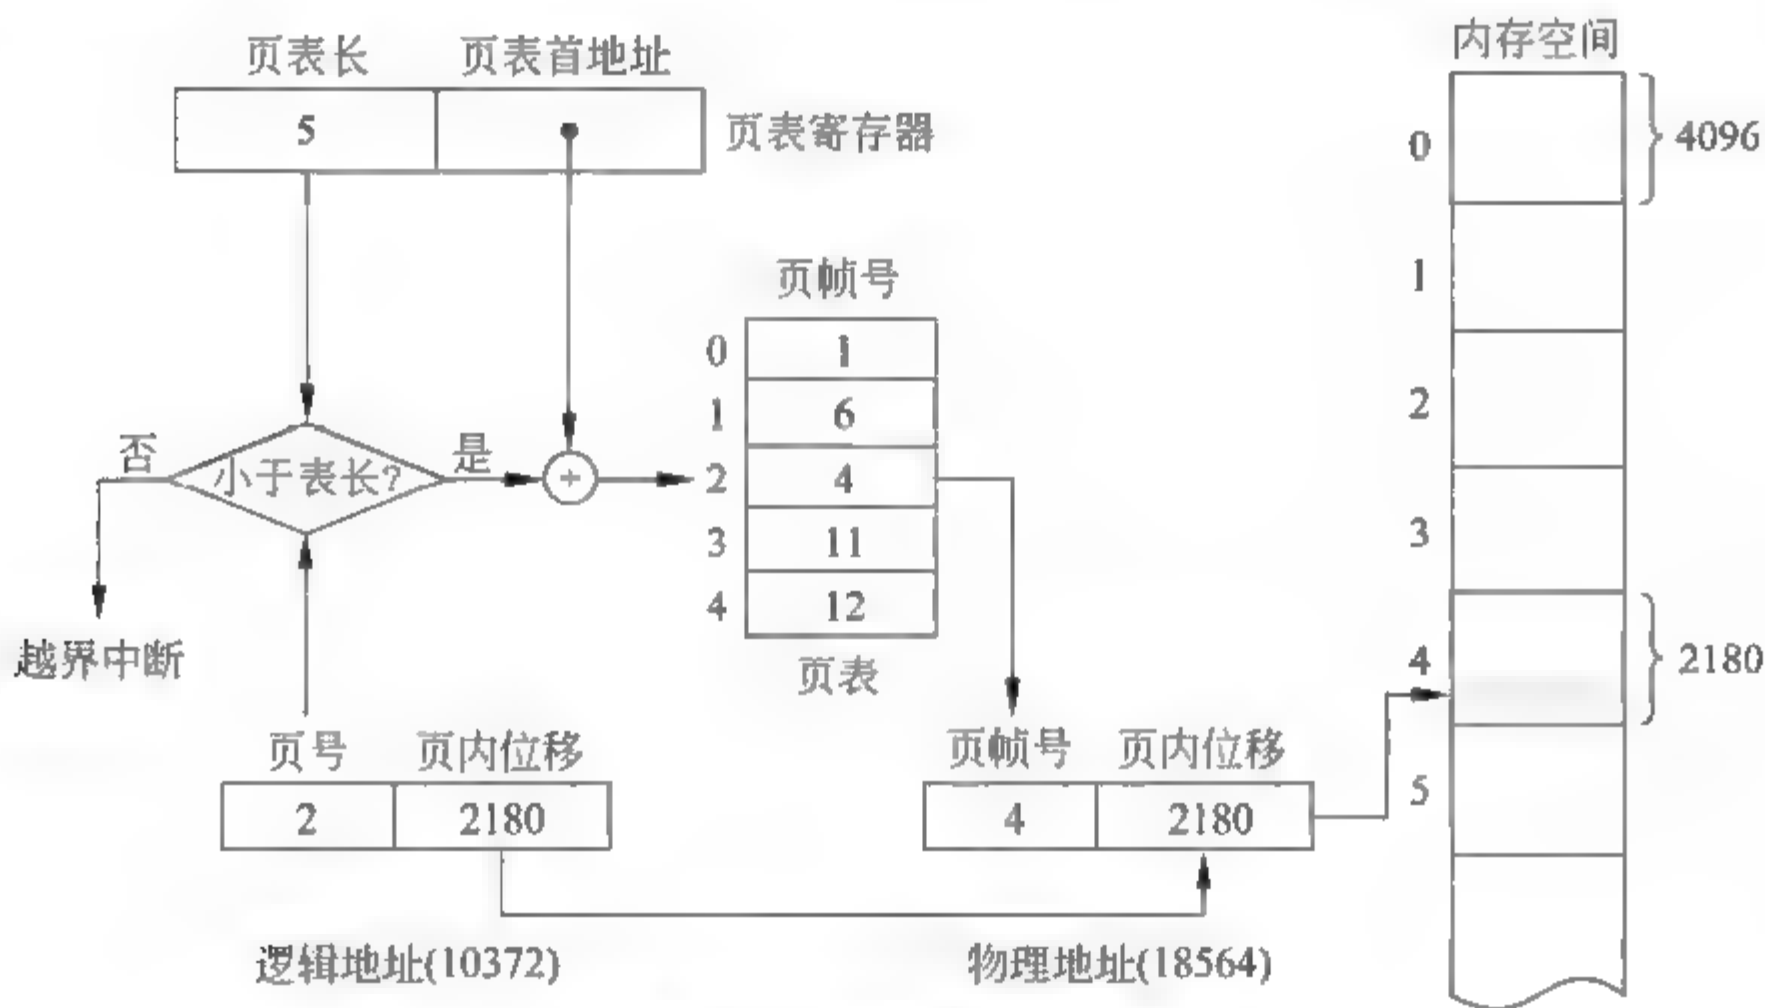 页表长 页表首地址
5
页表寄存器
内存空间
0
4096
1
2
3
4
2180
5
页帧号
0 1
1 6
2 4
3 11
4 12
页表
否
小于表长?
是
+
越界中断
页号 页内位移
2 2180
逻辑地址(10372)
页帧号 页内位移
4 2180
物理地址(18564)